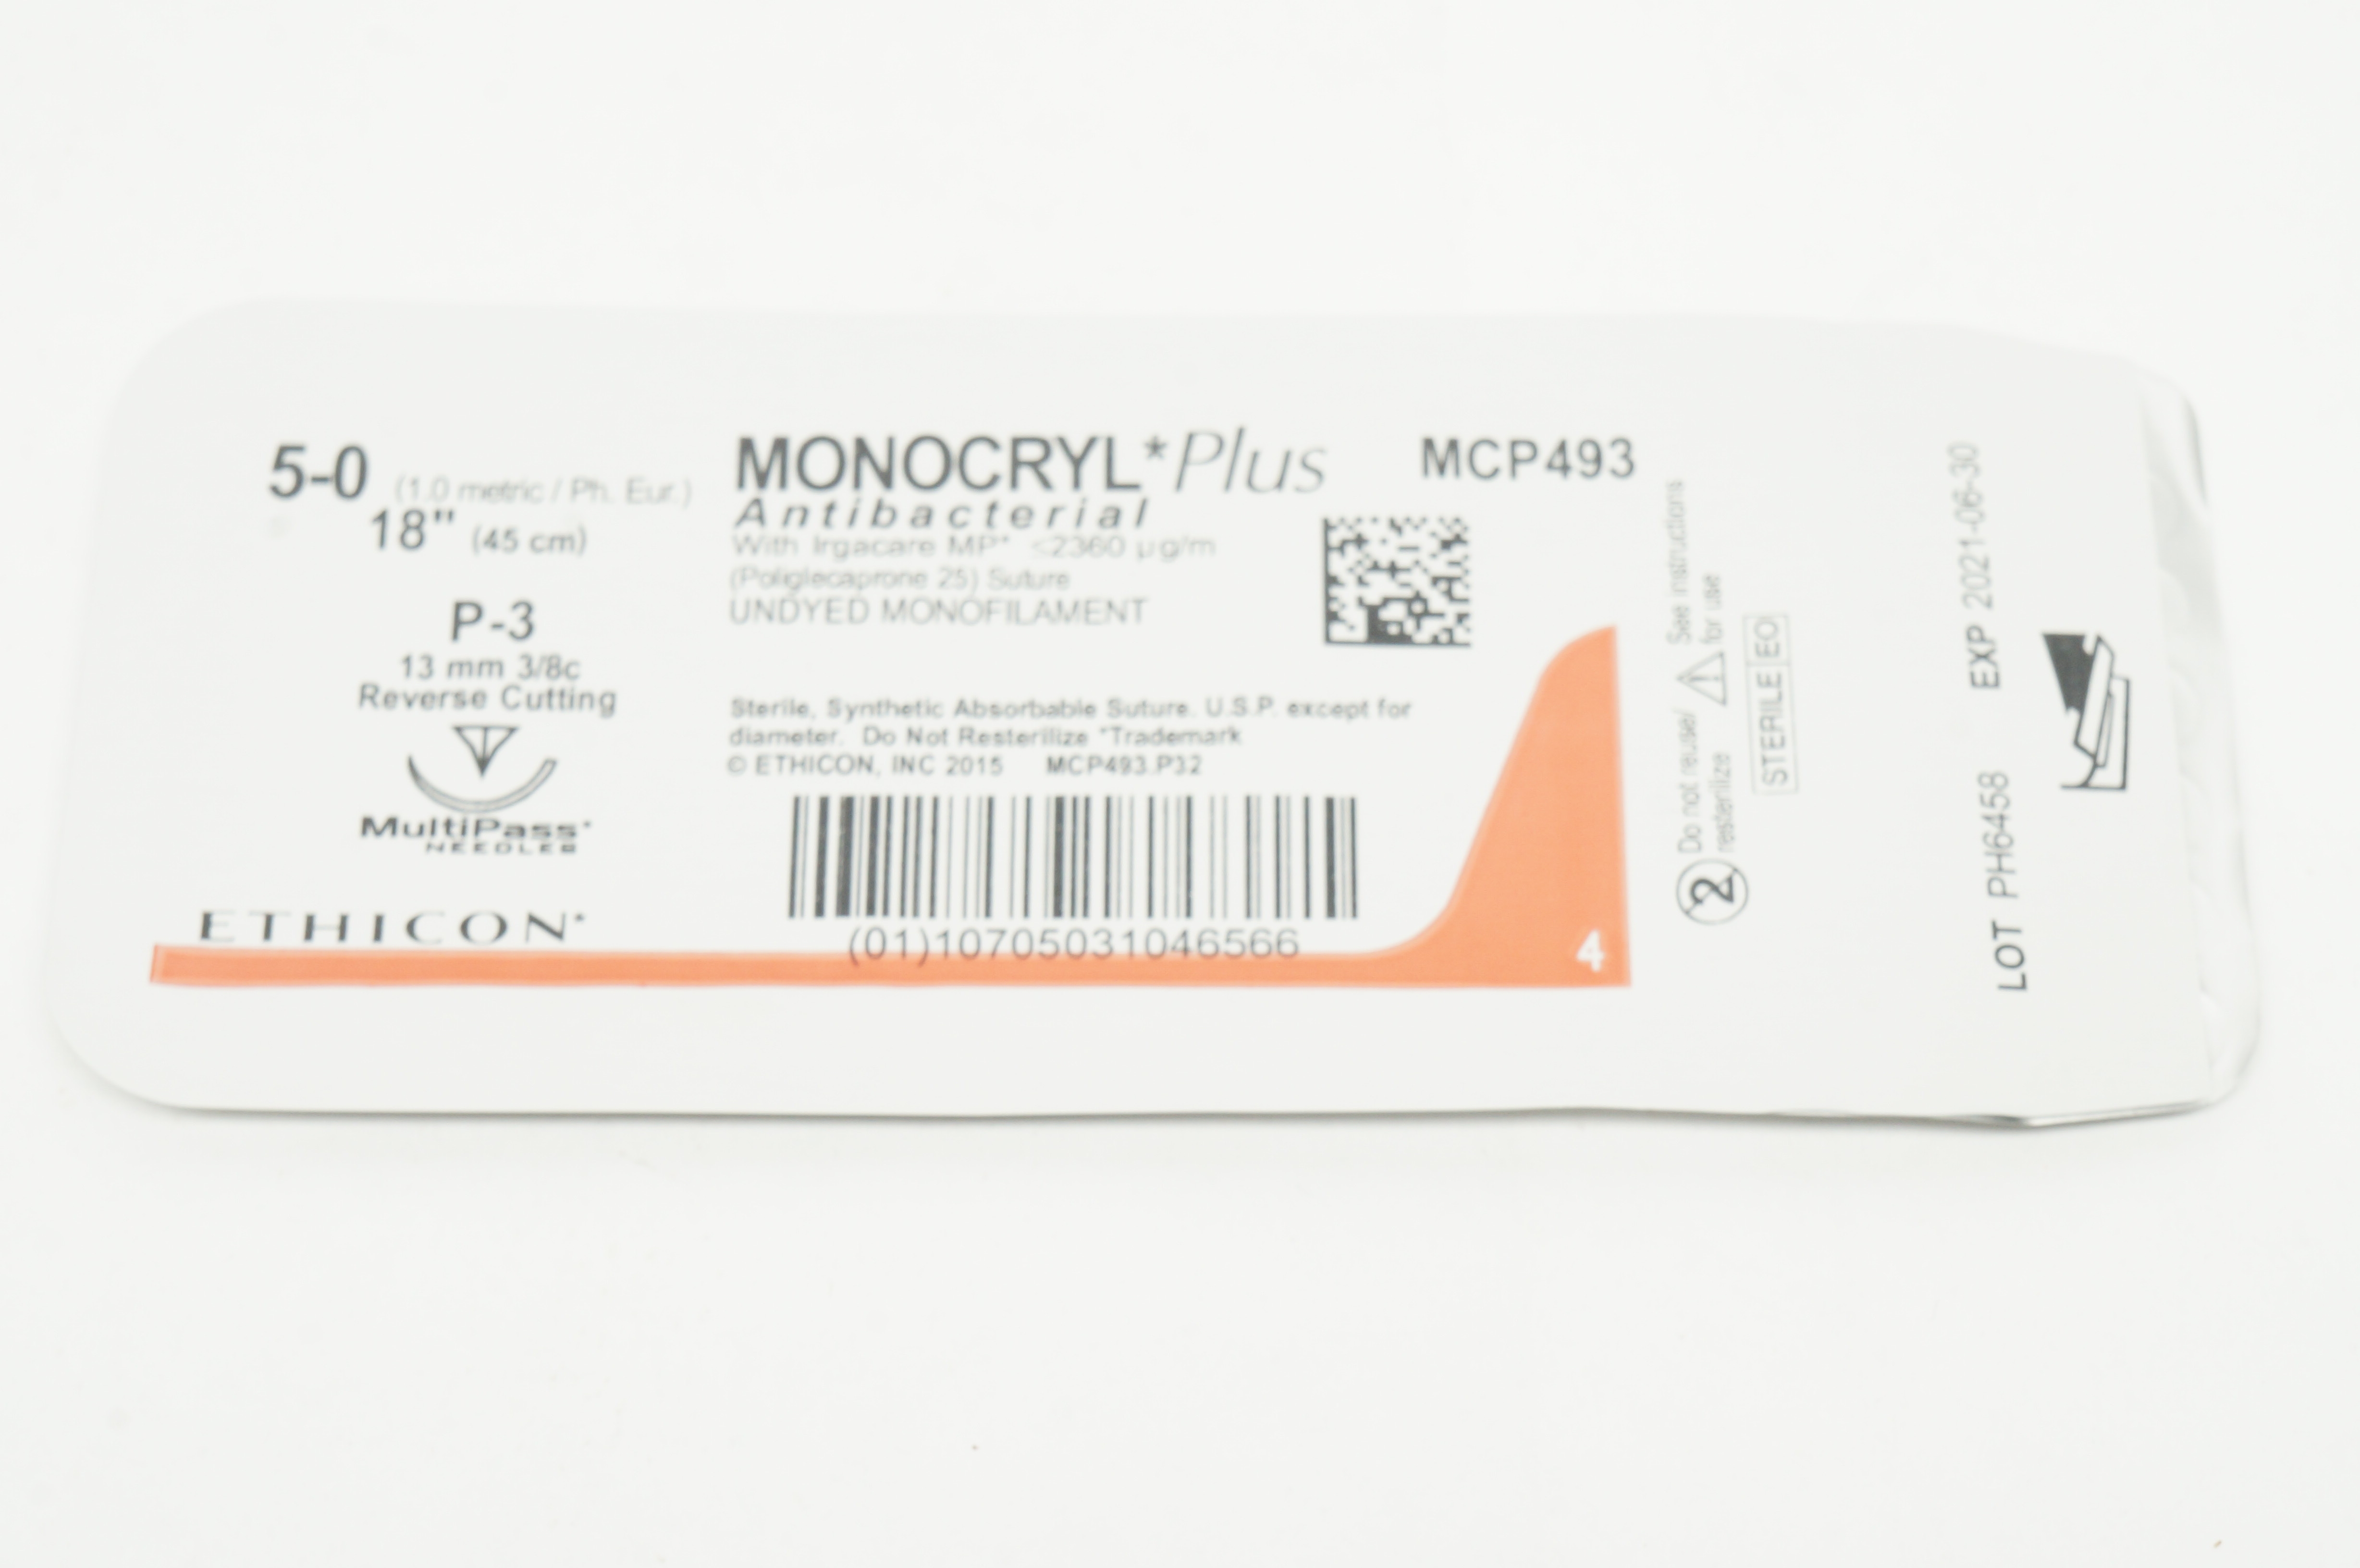 5-0 (1.0 metric / Ph. Eur.)
18" (45 cm)
P-3
13 mm 3/8c
Reverse Cutting
MultiPass*
NEEDLES
ETHICON*
MONOCRYL*Plus
Antibacterial
With Irgacare MP* ≤2360 µg/m
(Poliglecaprone 25) Suture
UNDYED MONOFILAMENT
Sterile, Synthetic Absorbable Suture. U.S.P. except for
diameter. Do Not Resterilize *Trademark
© ETHICON, INC 2015 MCP493.P32
(01)10705031046566
MCP493
4
2 Do not reuse/
resterilize
See instructions
for use
STERILE EO
LOT PH6458 EXP 2021-06-30